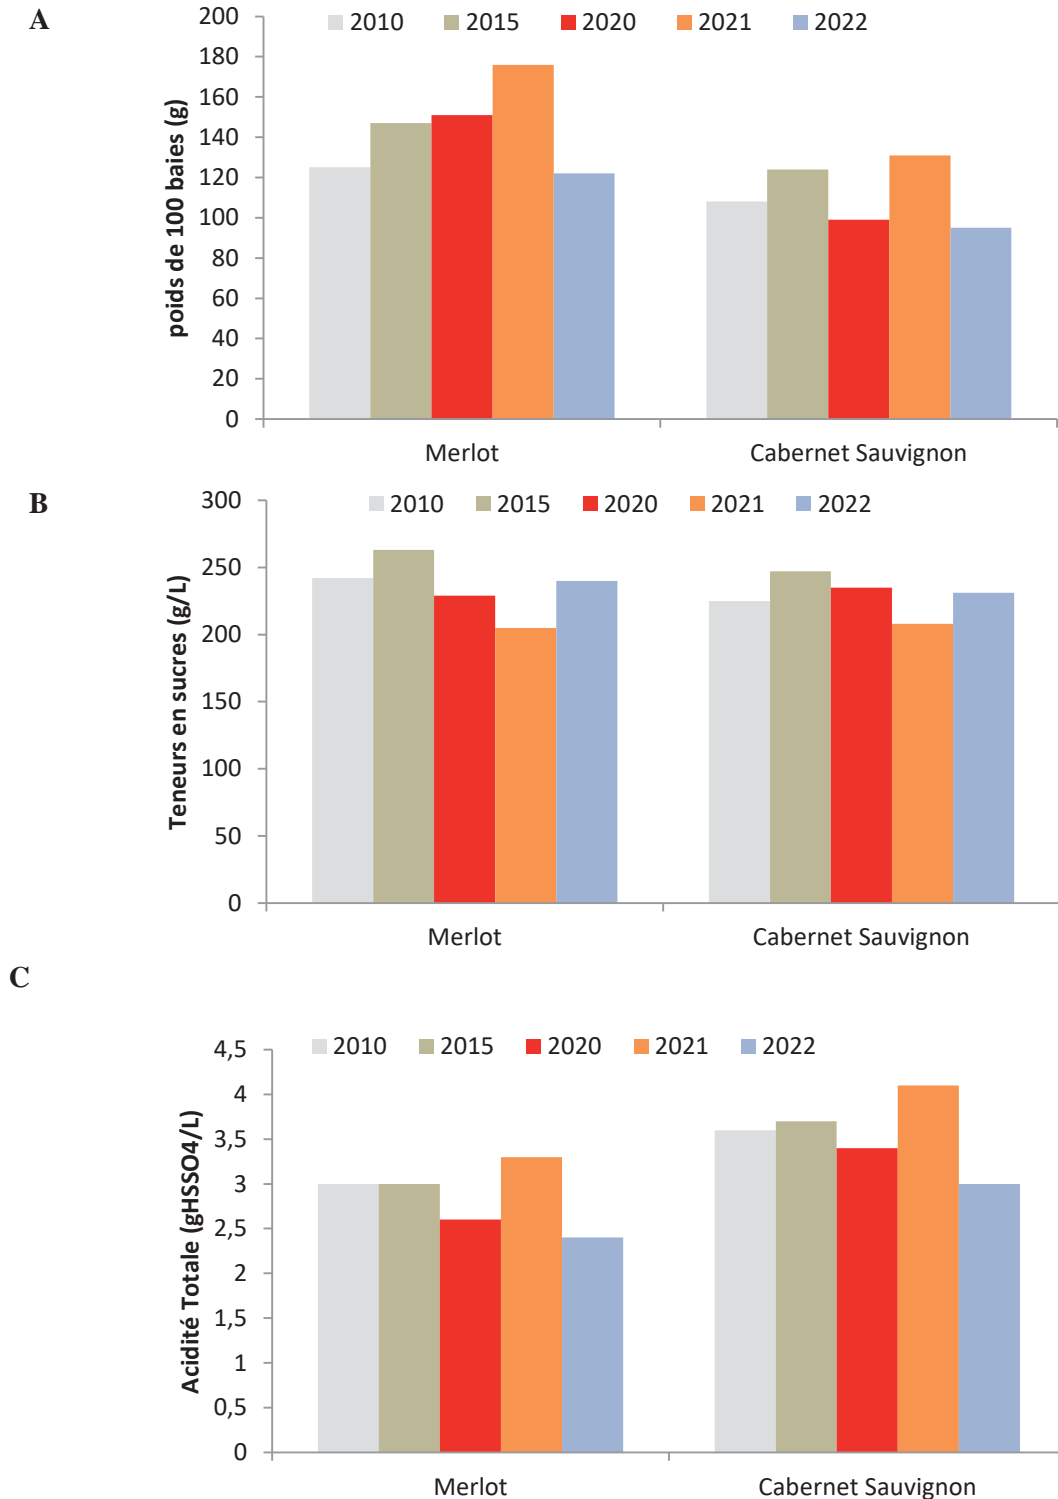 A
2010 2015 2020 2021 2022
poids de 100 baies (g)
200
180
160
140
120
100
80
60
40
20
0
Merlot Cabernet Sauvignon
B
2010 2015 2020 2021 2022
Teneurs en sucres (g/L)
300
250
200
150
100
50
0
Merlot Cabernet Sauvignon
C
2010 2015 2020 2021 2022
Acidité Totale (gHSSO4/L)
4,5
4
3,5
3
2,5
2
1,5
1
0,5
0
Merlot Cabernet Sauvignon